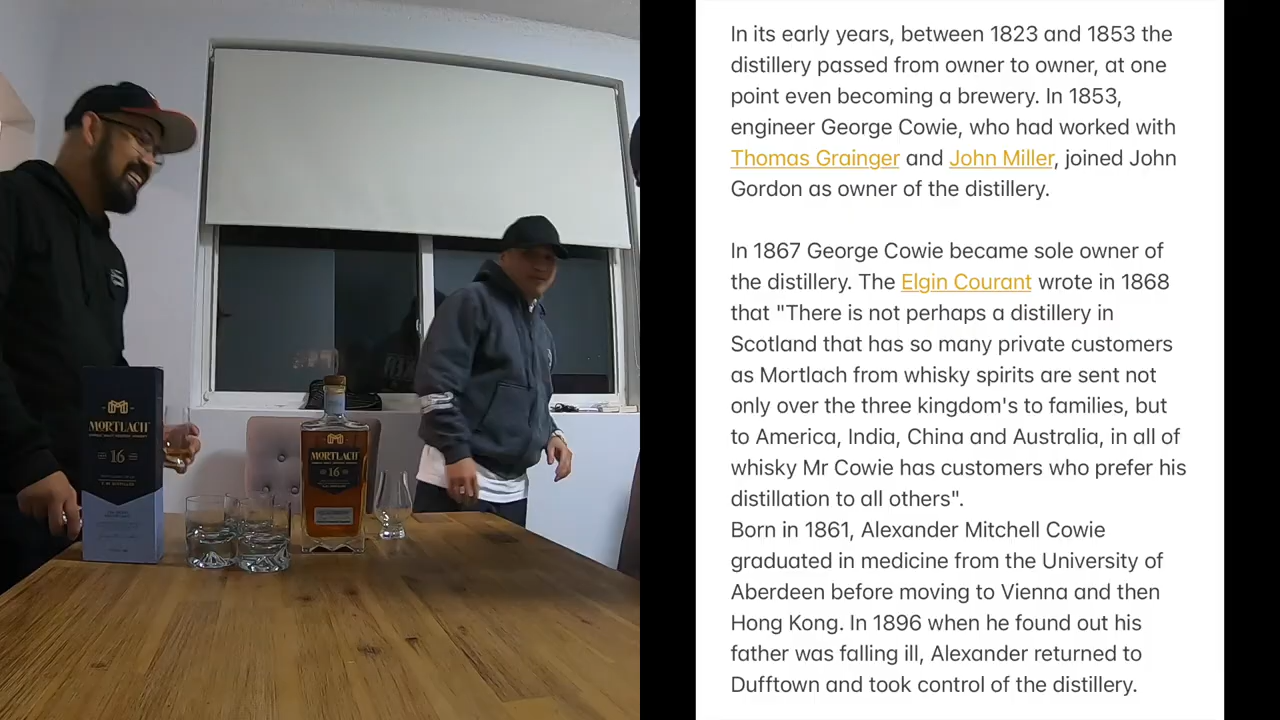 MORTLACH
16
MORTLACH
16
In its early years, between 1823 and 1853 the
distillery passed from owner to owner, at one
point even becoming a brewery. In 1853,
engineer George Cowie, who had worked with
Thomas Grainger and John Miller, joined John
Gordon as owner of the distillery.
In 1867 George Cowie became sole owner of
the distillery. The Elgin Courant wrote in 1868
that "There is not perhaps a distillery in
Scotland that has so many private customers
as Mortlach from whisky spirits are sent not
only over the three kingdom's to families, but
to America, India, China and Australia, in all of
whisky Mr Cowie has customers who prefer his
distillation to all others".
Born in 1861, Alexander Mitchell Cowie
graduated in medicine from the University of
Aberdeen before moving to Vienna and then
Hong Kong. In 1896 when he found out his
father was falling ill, Alexander returned to
Dufftown and took control of the distillery.